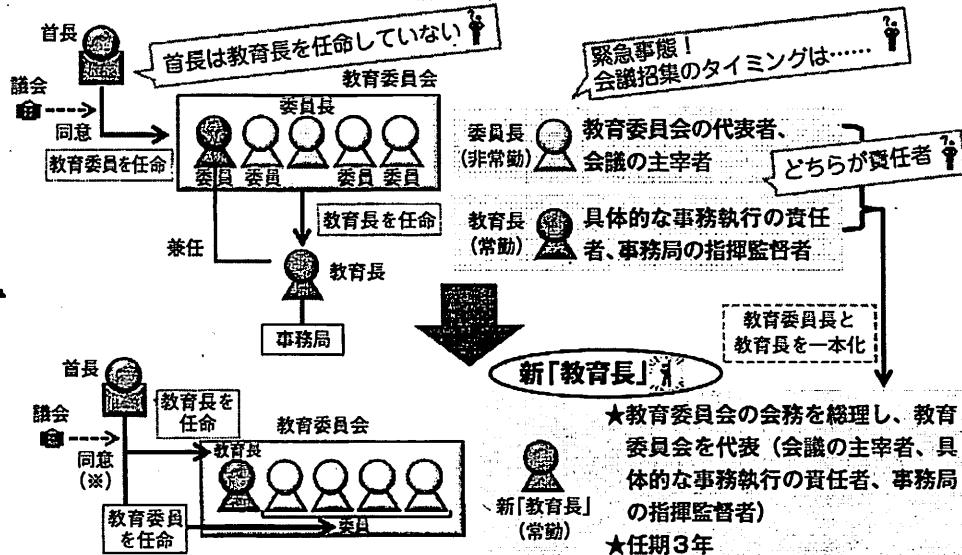 首長
首長は教育長を任命していない
議会
同意
教育委員を任命
教育委員会
委員長
委員
委員
委員
委員
教育長を任命
兼任
教育長
事務局
緊急事態！
会議招集のタイミングは……
委員長
(非常勤)
教育委員会の代表者、
会議の主宰者
どちらが責任者
教育長
(常勤)
具体的な事務執行の責任
者、事務局の指揮監督者
教育委員長と
教育長を一本化
新「教育長」
首長
教育長を
任命
議会
同意
(※)
教育委員
を任命
教育委員会
教育長
委員
新「教育長」
(常勤)
★教育委員会の会務を総理し、教育
委員会を代表（会議の主宰者、具
体的な事務執行の責任者、事務局
の指揮監督者）
★任期3年